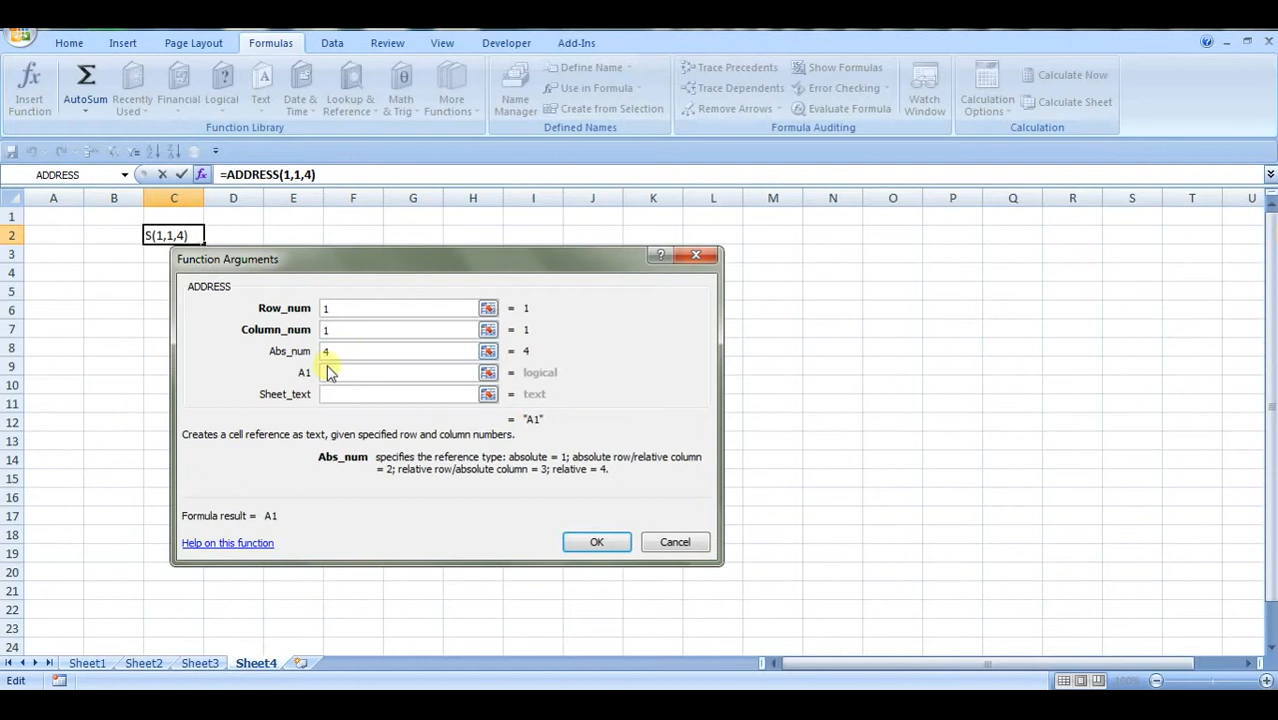 Home Insert Page Layout Formulas Data Review View Developer Add-Ins
Insert Function
AutoSum
Recently Used
Financial
Logical
Text
Date & Time
Lookup & Reference
Math & Trig
More Functions
Function Library
Name Manager
Define Name
Use in Formula
Create from Selection
Defined Names
Trace Precedents
Trace Dependents
Remove Arrows
Show Formulas
Error Checking
Evaluate Formula
Formula Auditing
Watch Window
Calculation Options
Calculate Now
Calculate Sheet
Calculation
ADDRESS =ADDRESS(1,1,4)
A B C D E F G H I J K L M N O P Q R S T U
1
2 S(1,1,4)
3
4
5
6
7
8
9
10
11
12
13
14
15
16
17
18
19
20
21
22
23
24
Function Arguments
ADDRESS
Row_num 1 = 1
Column_num 1 = 1
Abs_num 4 = 4
A1 = logical
Sheet_text = text
= "A1"
Creates a cell reference as text, given specified row and column numbers.
Abs_num specifies the reference type: absolute = 1; absolute row/relative column
= 2; relative row/absolute column = 3; relative = 4.
Formula result = A1
Help on this function OK Cancel
Sheet1 Sheet2 Sheet3 Sheet4
Edit 100%